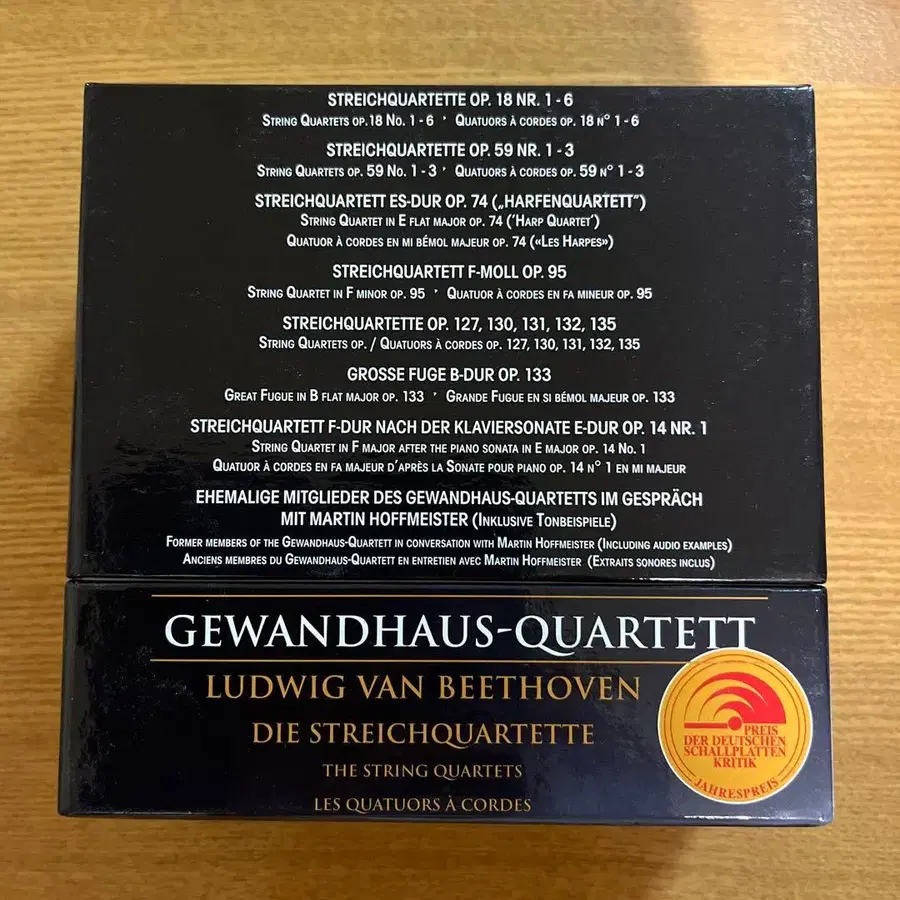 STREICHQUARTETTE OP. 18 NR. 1 - 6
STRING QUARTETS OP.18 NO. 1 - 6 · QUATUORS À CORDES OP. 18 N° 1 - 6
STREICHQUARTETTE OP. 59 NR. 1 - 3
STRING QUARTETS OP. 59 NO. 1 - 3 · QUATUORS À CORDES OP. 59 N° 1 - 3
STREICHQUARTETT ES-DUR OP. 74 („HARFENQUARTETT")
STRING QUARTET IN E FLAT MAJOR OP. 74 ('HARP QUARTET')
QUATUOR À CORDES EN MI BÉMOL MAJEUR OP. 74 («LES HARPES»)
STREICHQUARTETT F-MOLL OP. 95
STRING QUARTET IN F MINOR OP. 95 · QUATUOR À CORDES EN FA MINEUR OP. 95
STREICHQUARTETTE OP. 127, 130, 131, 132, 135
STRING QUARTETS OP. / QUATUORS À CORDES OP. 127, 130, 131, 132, 135
GROSSE FUGE B-DUR OP. 133
GREAT FUGUE IN B FLAT MAJOR OP. 133 · GRANDE FUGUE EN SI BÉMOL MAJEUR OP. 133
STREICHQUARTETT F-DUR NACH DER KLAVIERSONATE E-DUR OP. 14 NR. 1
STRING QUARTET IN F MAJOR AFTER THE PIANO SONATA IN E MAJOR OP. 14 NO. 1
QUATUOR À CORDES EN FA MAJEUR D'APRÈS LA SONATE POUR PIANO OP. 14 N° 1 EN MI MAJEUR
EHEMALIGE MITGLIEDER DES GEWANDHAUS-QUARTETTS IM GESPRÄCH
MIT MARTIN HOFFMEISTER (INKLUSIVE TONBEISPIELE)
FORMER MEMBERS OF THE GEWANDHAUS-QUARTETT IN CONVERSATION WITH MARTIN HOFFMEISTER (INCLUDING AUDIO EXAMPLES)
ANCIENS MEMBRES DU GEWANDHAUS-QUARTETT EN ENTRETIEN AVEC MARTIN HOFFMEISTER (EXTRAITS SONORES INCLUS)
GEWANDHAUS-QUARTETT
LUDWIG VAN BEETHOVEN
DIE STREICHQUARTETTE
THE STRING QUARTETS
LES QUATUORS À CORDES
PREIS
DER DEUTSCHEN
SCHALLPLATTEN
KRITIK
JAHRESPREIS